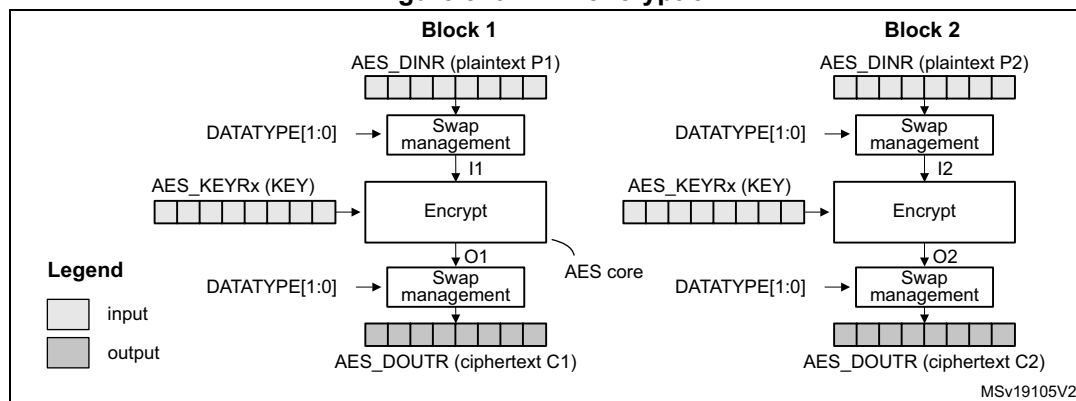 Block 1
Block 2
AES_DINR (plaintext P1)
AES_DINR (plaintext P2)
DATATYPE[1:0]
Swap
management
DATATYPE[1:0]
Swap
management
I1
I2
AES_KEYRx (KEY)
AES_KEYRx (KEY)
Encrypt
Encrypt
O1
O2
AES core
Legend
DATATYPE[1:0]
Swap
management
DATATYPE[1:0]
Swap
management
input
output
AES_DOUTR (ciphertext C1)
AES_DOUTR (ciphertext C2)
MSv19105V2